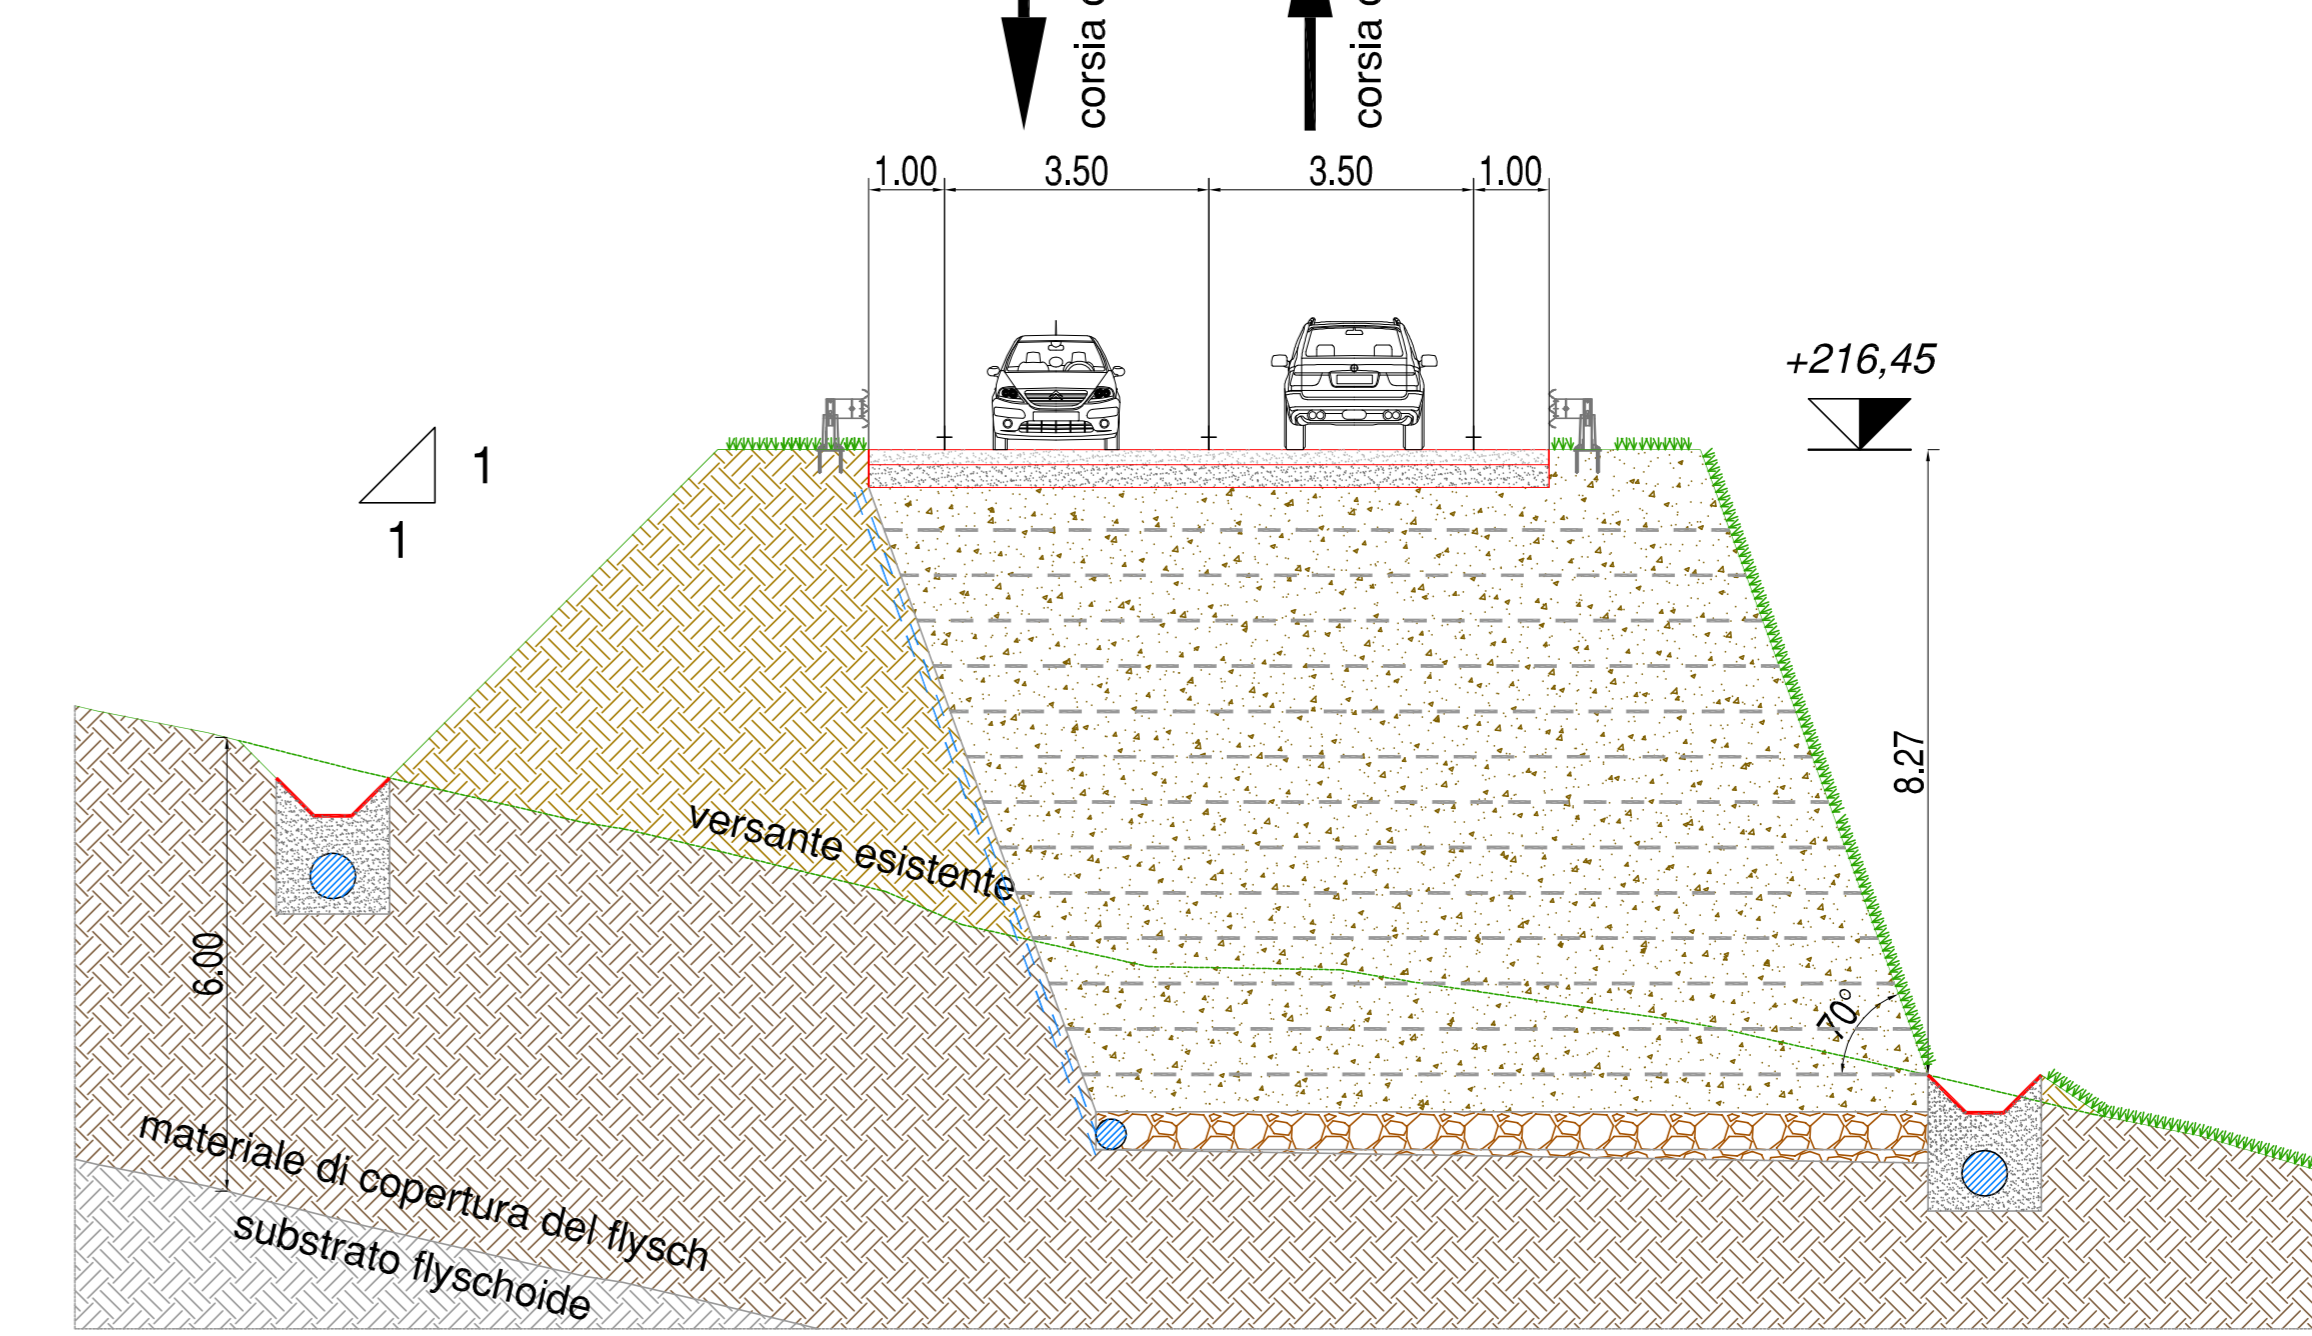 corsia
corsia
1.00 3.50 3.50 1.00
+216,45
1
1
8.27
versante esistente
6.00
70°
materiale di copertura del flysch
substrato flyschoide